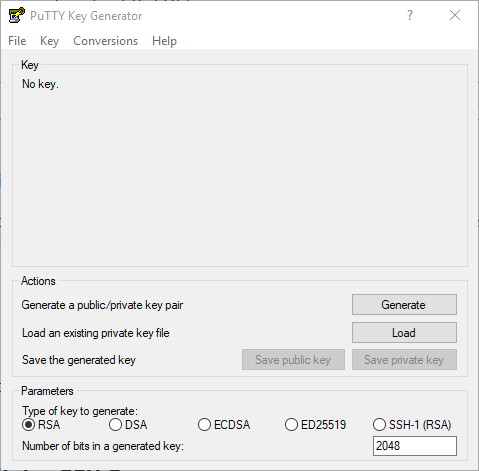 PuTTY Key Generator ?
File Key Conversions Help
Key
No key.
Actions
Generate a public/private key pair Generate
Load an existing private key file Load
Save the generated key Save public key Save private key
Parameters
Type of key to generate:
RSA DSA ECDSA ED25519 SSH-1 (RSA)
Number of bits in a generated key: 2048